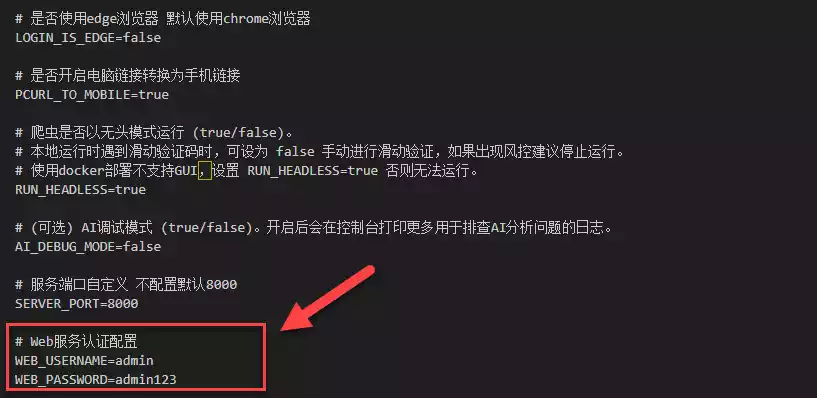 # 是否使用edge浏览器 默认使用chrome浏览器
LOGIN_IS_EDGE=false
# 是否开启电脑链接转换为手机链接
PCURL_TO_MOBILE=true
# 爬虫是否以无头模式运行 (true/false)。
# 本地运行时遇到滑动验证码时，可设为 false 手动进行滑动验证，如果出现风控建议停止运行。
# 使用docker部署不支持GUI，设置 RUN_HEADLESS=true 否则无法运行。
RUN_HEADLESS=true
# (可选) AI调试模式 (true/false)。开启后会在控制台打印更多用于排查AI分析问题的日志。
AI_DEBUG_MODE=false
# 服务端口自定义 不配置默认8000
SERVER_PORT=8000
# Web服务认证配置
WEB_USERNAME=admin
WEB_PASSWORD=admin123